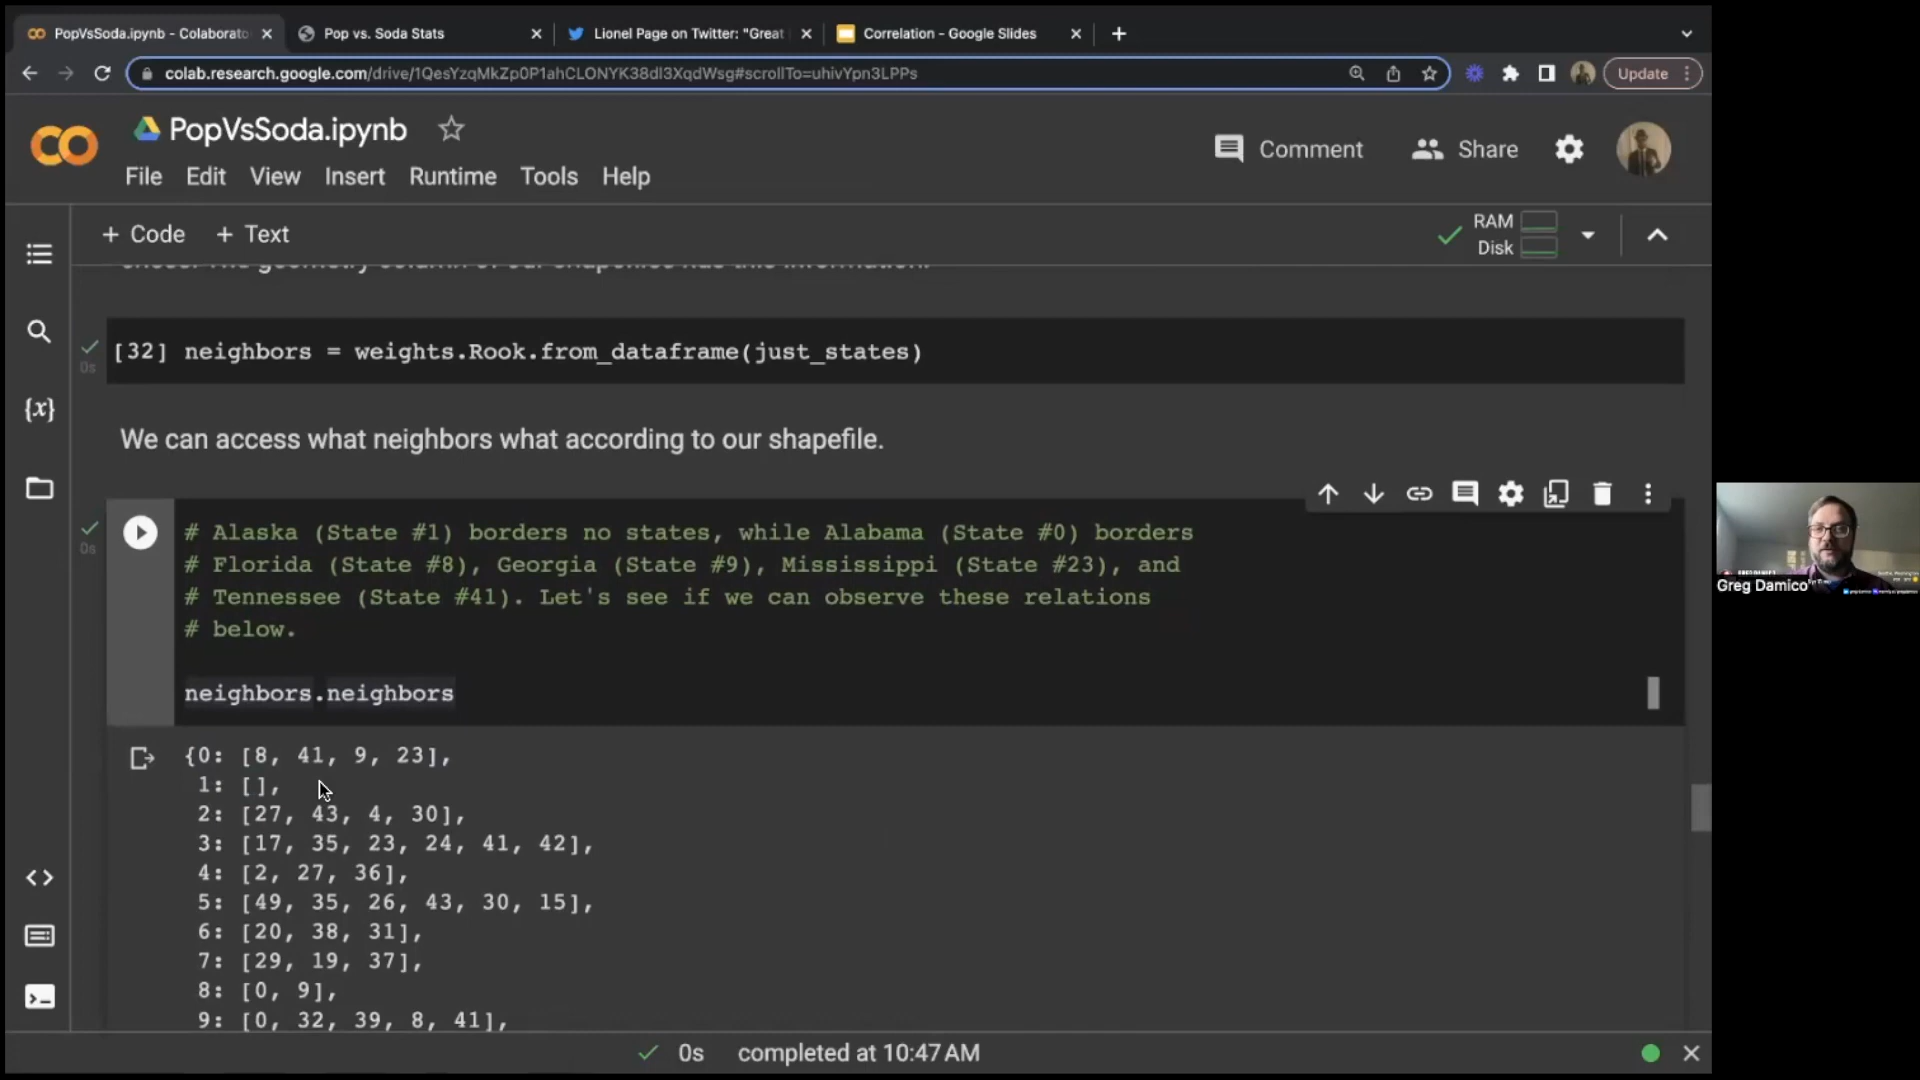 PopVsSoda.ipynb - Colaborato
Pop vs. Soda Stats
Lionel Page on Twitter: "Great
Correlation - Google Slides
colab.research.google.com/drive/1QesYzqMkZp0P1ahCLONYK38dI3XqdWsg#scrollTo=uhivYpn3LPPs
Update
PopVsSoda.ipynb
Comment
Share
File Edit View Insert Runtime Tools Help
+ Code + Text
RAM
Disk
[32] neighbors = weights.Rook.from_dataframe(just_states)
0s
We can access what neighbors what according to our shapefile.
0s
# Alaska (State #1) borders no states, while Alabama (State #0) borders
# Florida (State #8), Georgia (State #9), Mississippi (State #23), and
# Tennessee (State #41). Let's see if we can observe these relations
# below.
neighbors.neighbors
{0: [8, 41, 9, 23],
1: [],
2: [27, 43, 4, 30],
3: [17, 35, 23, 24, 41, 42],
4: [2, 27, 36],
5: [49, 35, 26, 43, 30, 15],
6: [20, 38, 31],
7: [29, 19, 37],
8: [0, 9],
9: [0, 32, 39, 8, 41],
0s completed at 10:47 AM
Greg Damico